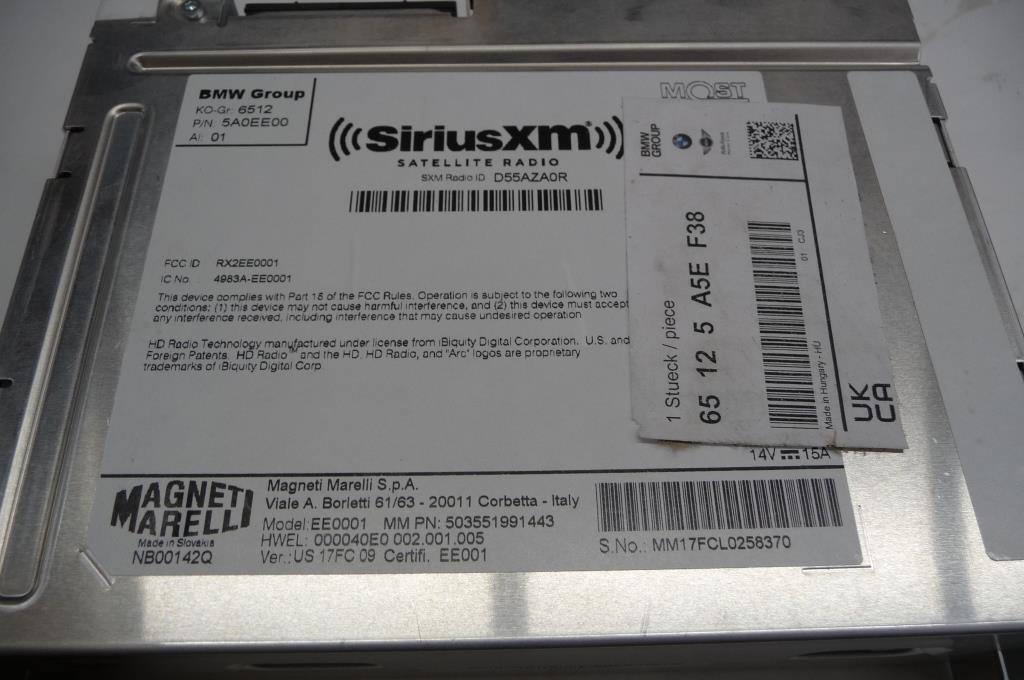 BMW Group
KO-Gr: 6512
P/N: 5A0EE00
AI: 01
MOST
SiriusXM
SATELLITE RADIO
SXM Radio ID D55AZA0R
FCC ID RX2EE0001
IC No. 4983A-EE0001
This device complies with Part 15 of the FCC Rules. Operation is subject to the following two
conditions: (1) this device may not cause harmful interference, and (2) this device must accept
any interference received, including interference that may cause undesired operation
HD Radio Technology manufactured under license from iBiquity Digital Corporation. U.S. and
Foreign Patents. HD Radio™ and the HD, HD Radio, and "Arc" logos are proprietary
trademarks of iBiquity Digital Corp.
BMW
GROUP
1 Stueck / piece
65 12 5 A5E F38
01 CJ3
Made in Hungary - HU
UK
CA
14V 15A
MAGNETI
MARELLI
Made in Slovakia
NB00142Q
Magneti Marelli S.p.A.
Viale A. Borletti 61/63 - 20011 Corbetta - Italy
Model: EE0001 MM PN: 503551991443
HWEL: 000040E0 002.001.005
Ver.: US 17FC 09 Certifi. EE001
S.No.: MM17FCL0258370